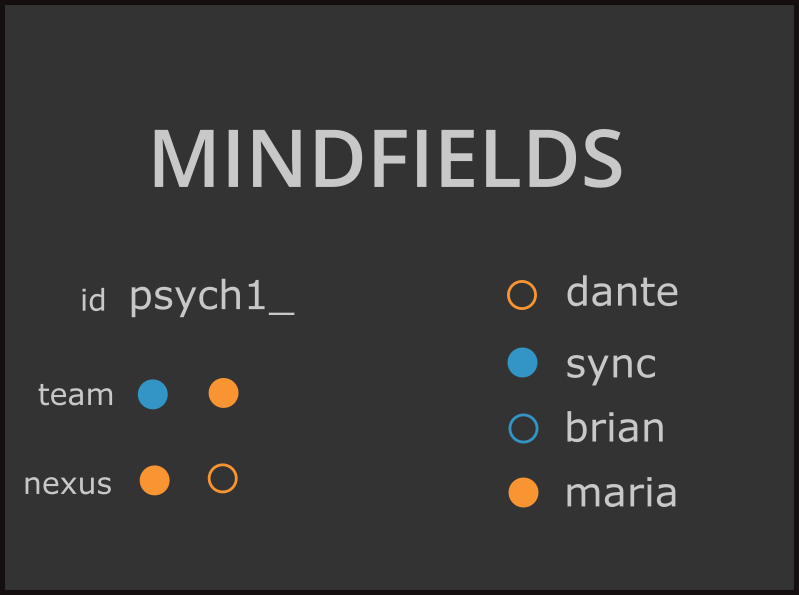 MINDFIELDS
id psych1_
team
nexus
dante
sync
brian
maria